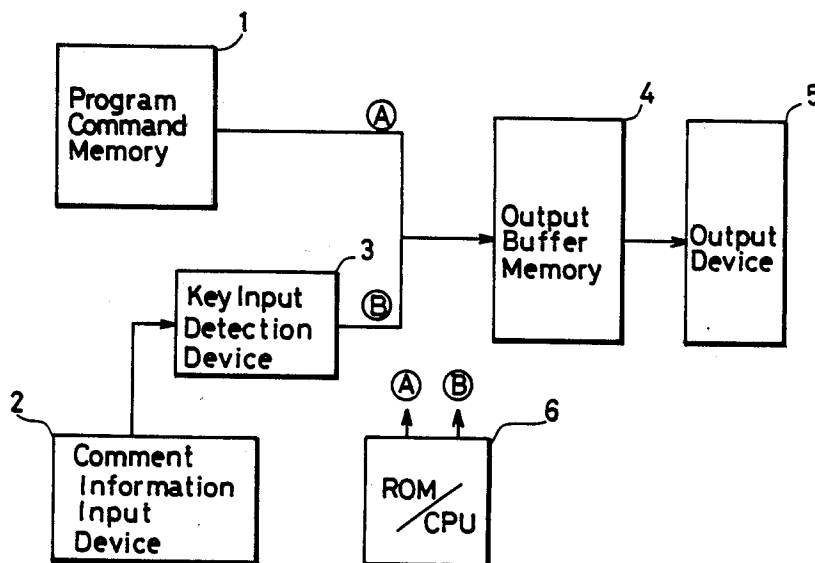 1
Program
Command
Memory
A
4
5
Output
Buffer
Memory
Output
Device
3
Key Input
Detection
Device
B
2
Comment
Information
Input
Device
A B
6
ROM/CPU